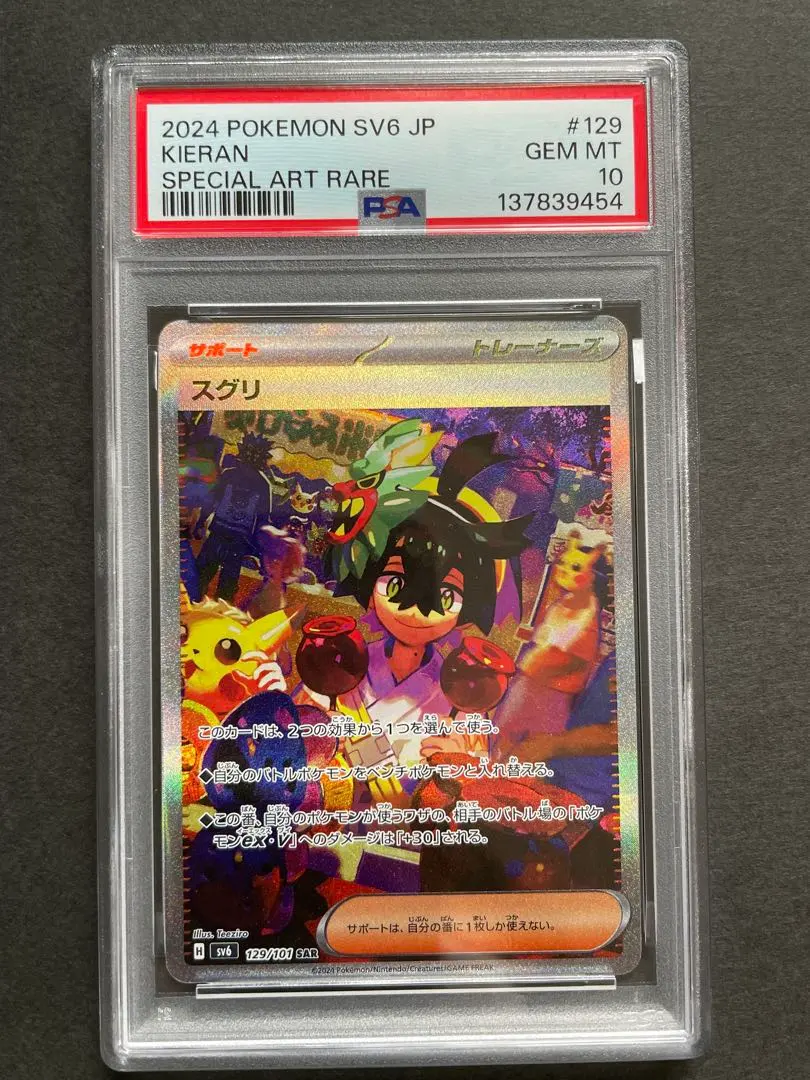 2024 POKEMON SV6 JP #129
KIERAN GEM MT
SPECIAL ART RARE 10
PSA 137839454
サポート トレーナーズ
スグリ
このカードは、2つの効果から1つを選んで使う。
◆自分のバトルポケモンをベンチポケモンと入れ替える。
◆この番、自分のポケモンが使うワザの、相手のバトル場の「ポケ
モンex・V」へのダメージは「+30」される。
サポートは、自分の番に1枚しか使えない。
Illus. Teeziro
H sv6 129/101 SAR
©2024 Pokémon/Nintendo/Creatures/GAME FREAK